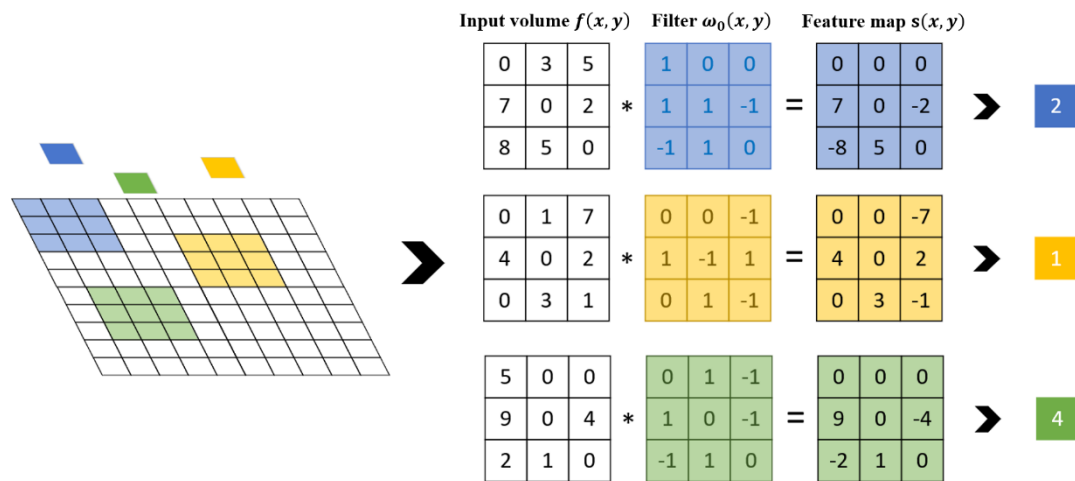 Input volume f(x, y) Filter ω₀(x, y) Feature map s(x, y)
0 3 5 1 0 0 0 0 0
7 0 2 * 1 1 -1 = 7 0 -2 2
8 5 0 -1 1 0 -8 5 0
0 1 7 0 0 -1 0 0 -7
4 0 2 * 1 -1 1 = 4 0 2 1
0 3 1 0 1 -1 0 3 -1
5 0 0 0 1 -1 0 0 0
9 0 4 * 1 0 -1 = 9 0 -4 4
2 1 0 -1 1 0 -2 1 0